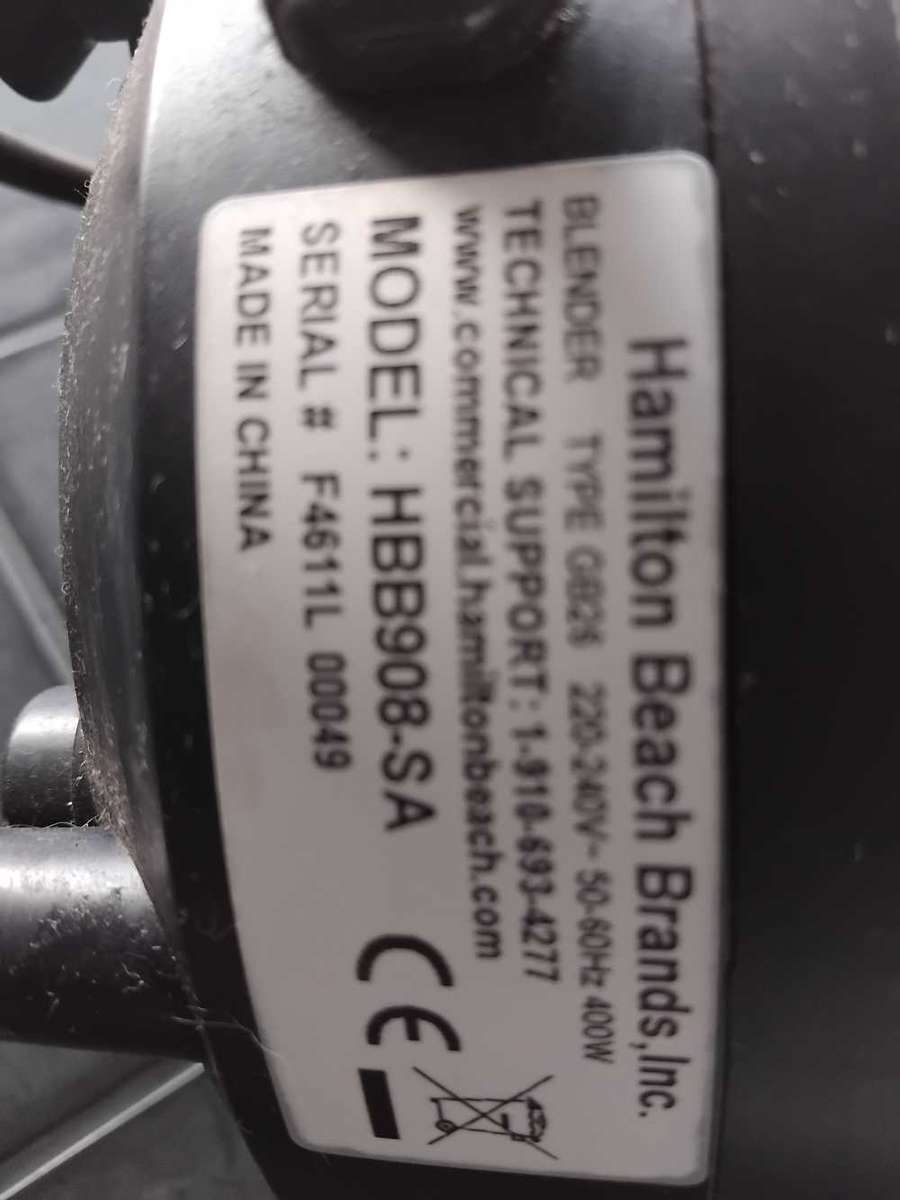 Hamilton Beach Brands,Inc.
BLENDER TYPE GB26 220-240V~ 50-60Hz 400W
TECHNICAL SUPPORT: 1-910-693-4277
www.commercial.hamiltonbeach.com
MODEL: HBB908-SA
SERIAL # F4611L 00049
MADE IN CHINA
CE